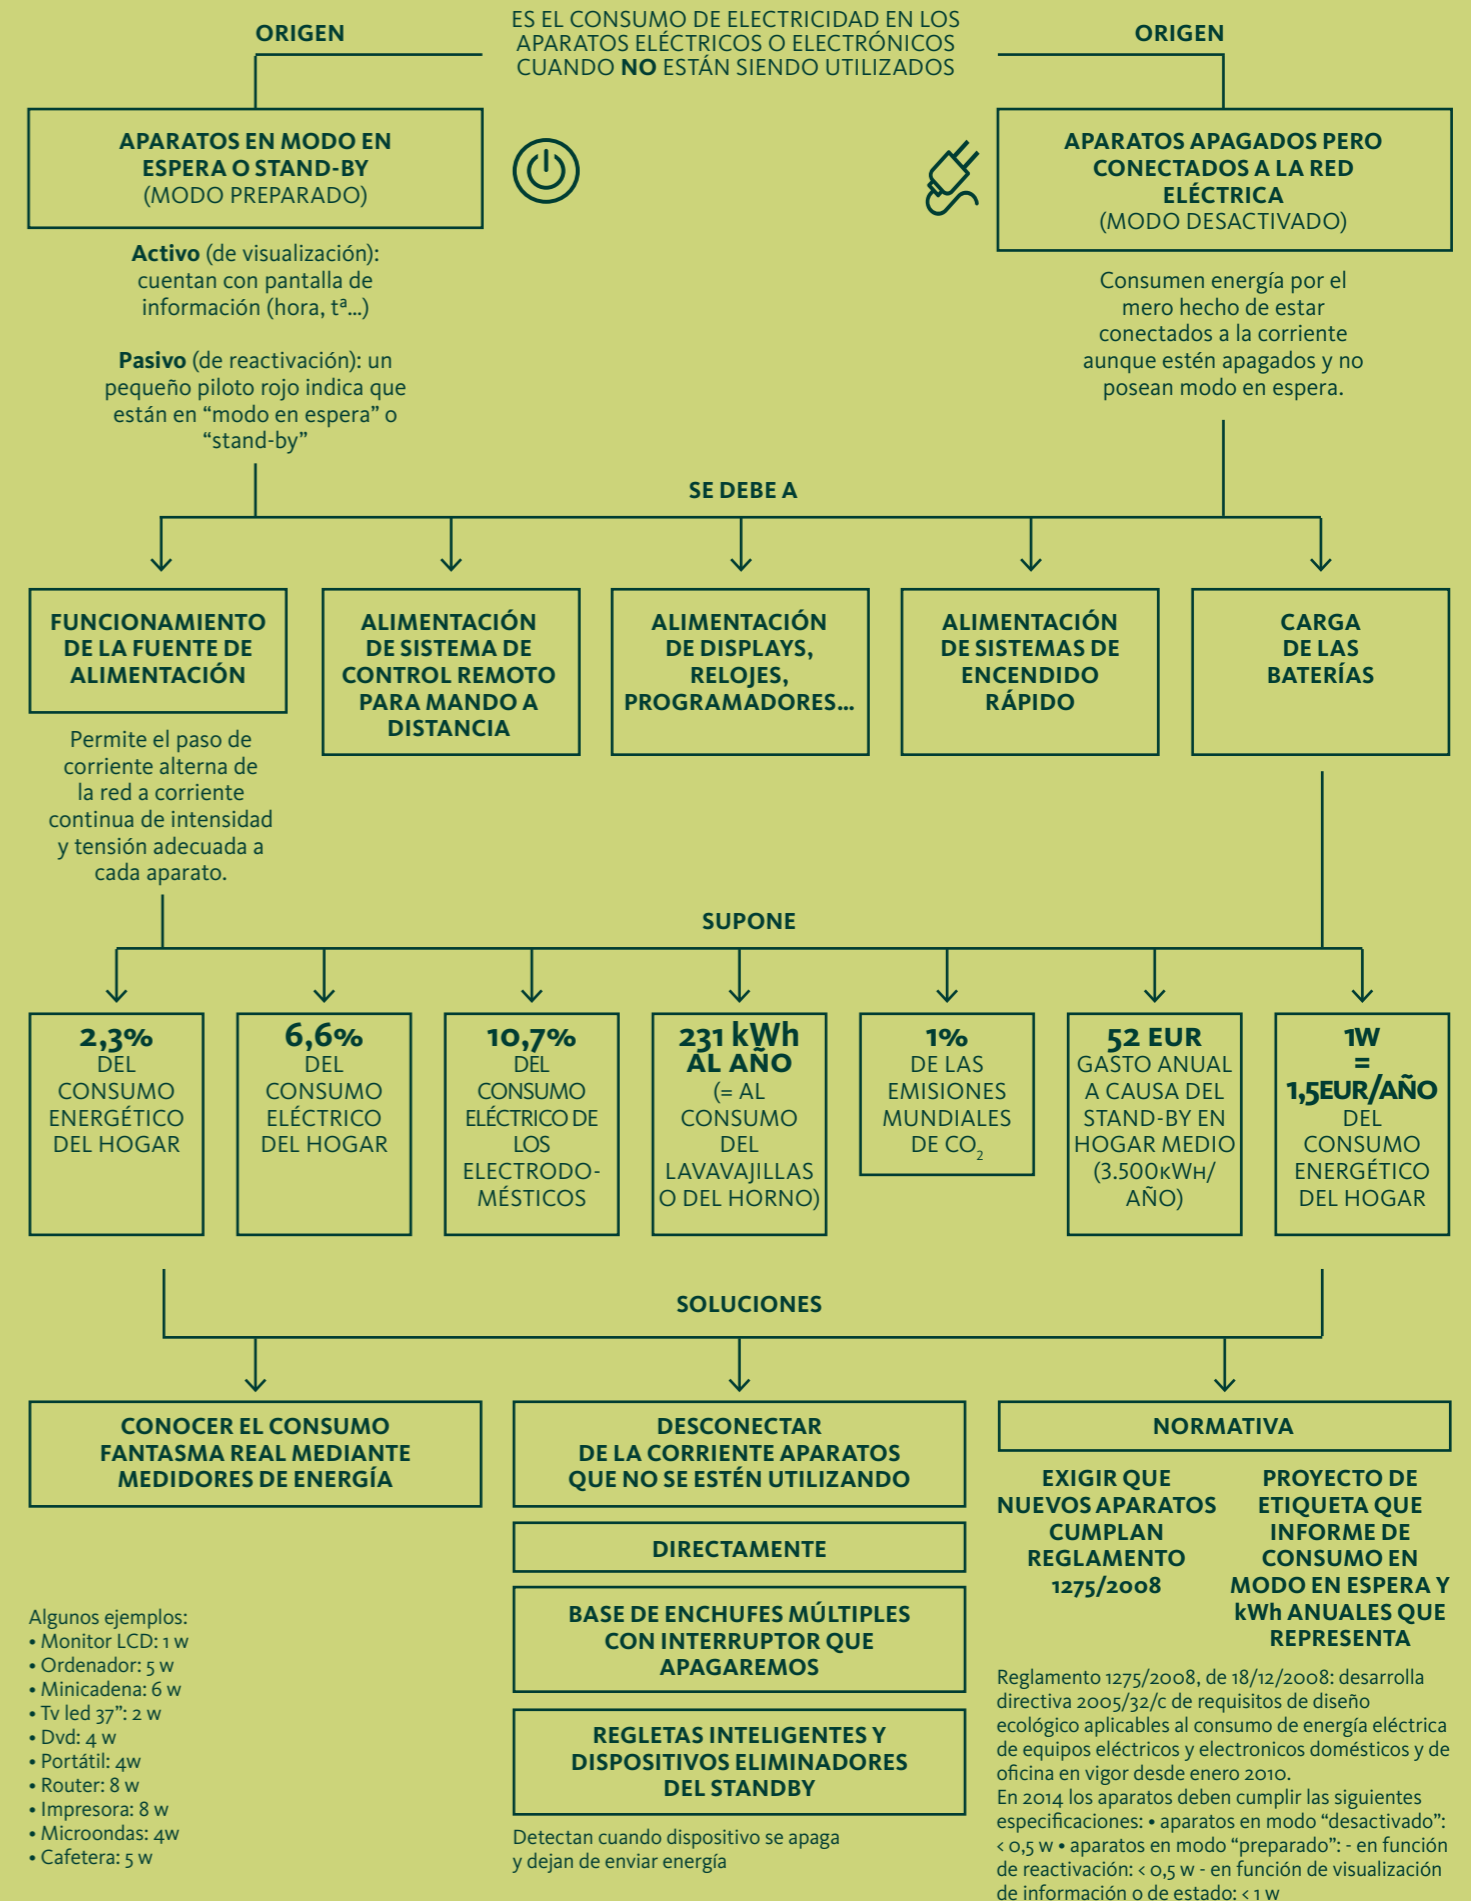 ORIGEN
ES EL CONSUMO DE ELECTRICIDAD EN LOS
APARATOS ELÉCTRICOS O ELECTRÓNICOS
CUANDO NO ESTÁN SIENDO UTILIZADOS
ORIGEN
APARATOS EN MODO EN
ESPERA O STAND-BY
(MODO PREPARADO)
Activo (de visualización):
cuentan con pantalla de
información (hora, tª...)
Pasivo (de reactivación): un
pequeño piloto rojo indica que
están en “modo en espera” o
“stand-by”
APARATOS APAGADOS PERO
CONECTADOS A LA RED
ELÉCTRICA
(MODO DESACTIVADO)
Consumen energía por el
mero hecho de estar
conectados a la corriente
aunque estén apagados y no
posean modo en espera.
SE DEBE A
FUNCIONAMIENTO
DE LA FUENTE DE
ALIMENTACIÓN
Permite el paso de
corriente alterna de
la red a corriente
continua de intensidad
y tensión adecuada a
cada aparato.
ALIMENTACIÓN
DE SISTEMA DE
CONTROL REMOTO
PARA MANDO A
DISTANCIA
ALIMENTACIÓN
DE DISPLAYS,
RELOJES,
PROGRAMADORES...
ALIMENTACIÓN
DE SISTEMAS DE
ENCENDIDO
RÁPIDO
CARGA
DE LAS
BATERÍAS
SUPONE
2,3%
DEL
CONSUMO
ENERGÉTICO
DEL HOGAR
6,6%
DEL
CONSUMO
ELÉCTRICO
DEL HOGAR
10,7%
DEL
CONSUMO
ELÉCTRICO DE
LOS
ELECTRODO-
MÉSTICOS
231 kWh
AL AÑO
(= AL
CONSUMO
DEL
LAVAVAJILLAS
O DEL HORNO)
1%
DE LAS
EMISIONES
MUNDIALES
DE CO₂
52 EUR
GASTO ANUAL
A CAUSA DEL
STAND-BY EN
HOGAR MEDIO
(3.500KWH/
AÑO)
1W
=
1,5EUR/AÑO
DEL
CONSUMO
ENERGÉTICO
DEL HOGAR
SOLUCIONES
CONOCER EL CONSUMO
FANTASMA REAL MEDIANTE
MEDIDORES DE ENERGÍA
Algunos ejemplos:
• Monitor LCD: 1 w
• Ordenador: 5 w
• Minicadena: 6 w
• Tv led 37”: 2 w
• Dvd: 4 w
• Portátil: 4w
• Router: 8 w
• Impresora: 8 w
• Microondas: 4w
• Cafetera: 5 w
DESCONECTAR
DE LA CORRIENTE APARATOS
QUE NO SE ESTÉN UTILIZANDO
DIRECTAMENTE
BASE DE ENCHUFES MÚLTIPLES
CON INTERRUPTOR QUE
APAGAREMOS
REGLETAS INTELIGENTES Y
DISPOSITIVOS ELIMINADORES
DEL STANDBY
Detectan cuando dispositivo se apaga
y dejan de enviar energía
NORMATIVA
EXIGIR QUE
NUEVOS APARATOS
CUMPLAN
REGLAMENTO
1275/2008
PROYECTO DE
ETIQUETA QUE
INFORME DE
CONSUMO EN
MODO EN ESPERA Y
kWh ANUALES QUE
REPRESENTA
Reglamento 1275/2008, de 18/12/2008: desarrolla
directiva 2005/32/c de requisitos de diseño
ecológico aplicables al consumo de energía eléctrica
de equipos eléctricos y electronicos domésticos y de
oficina en vigor desde enero 2010.
En 2014 los aparatos deben cumplir las siguientes
especificaciones: • aparatos en modo “desactivado”:
< 0,5 w • aparatos en modo “preparado”: - en función
de reactivación: < 0,5 w - en función de visualización
de información o de estado: < 1 w